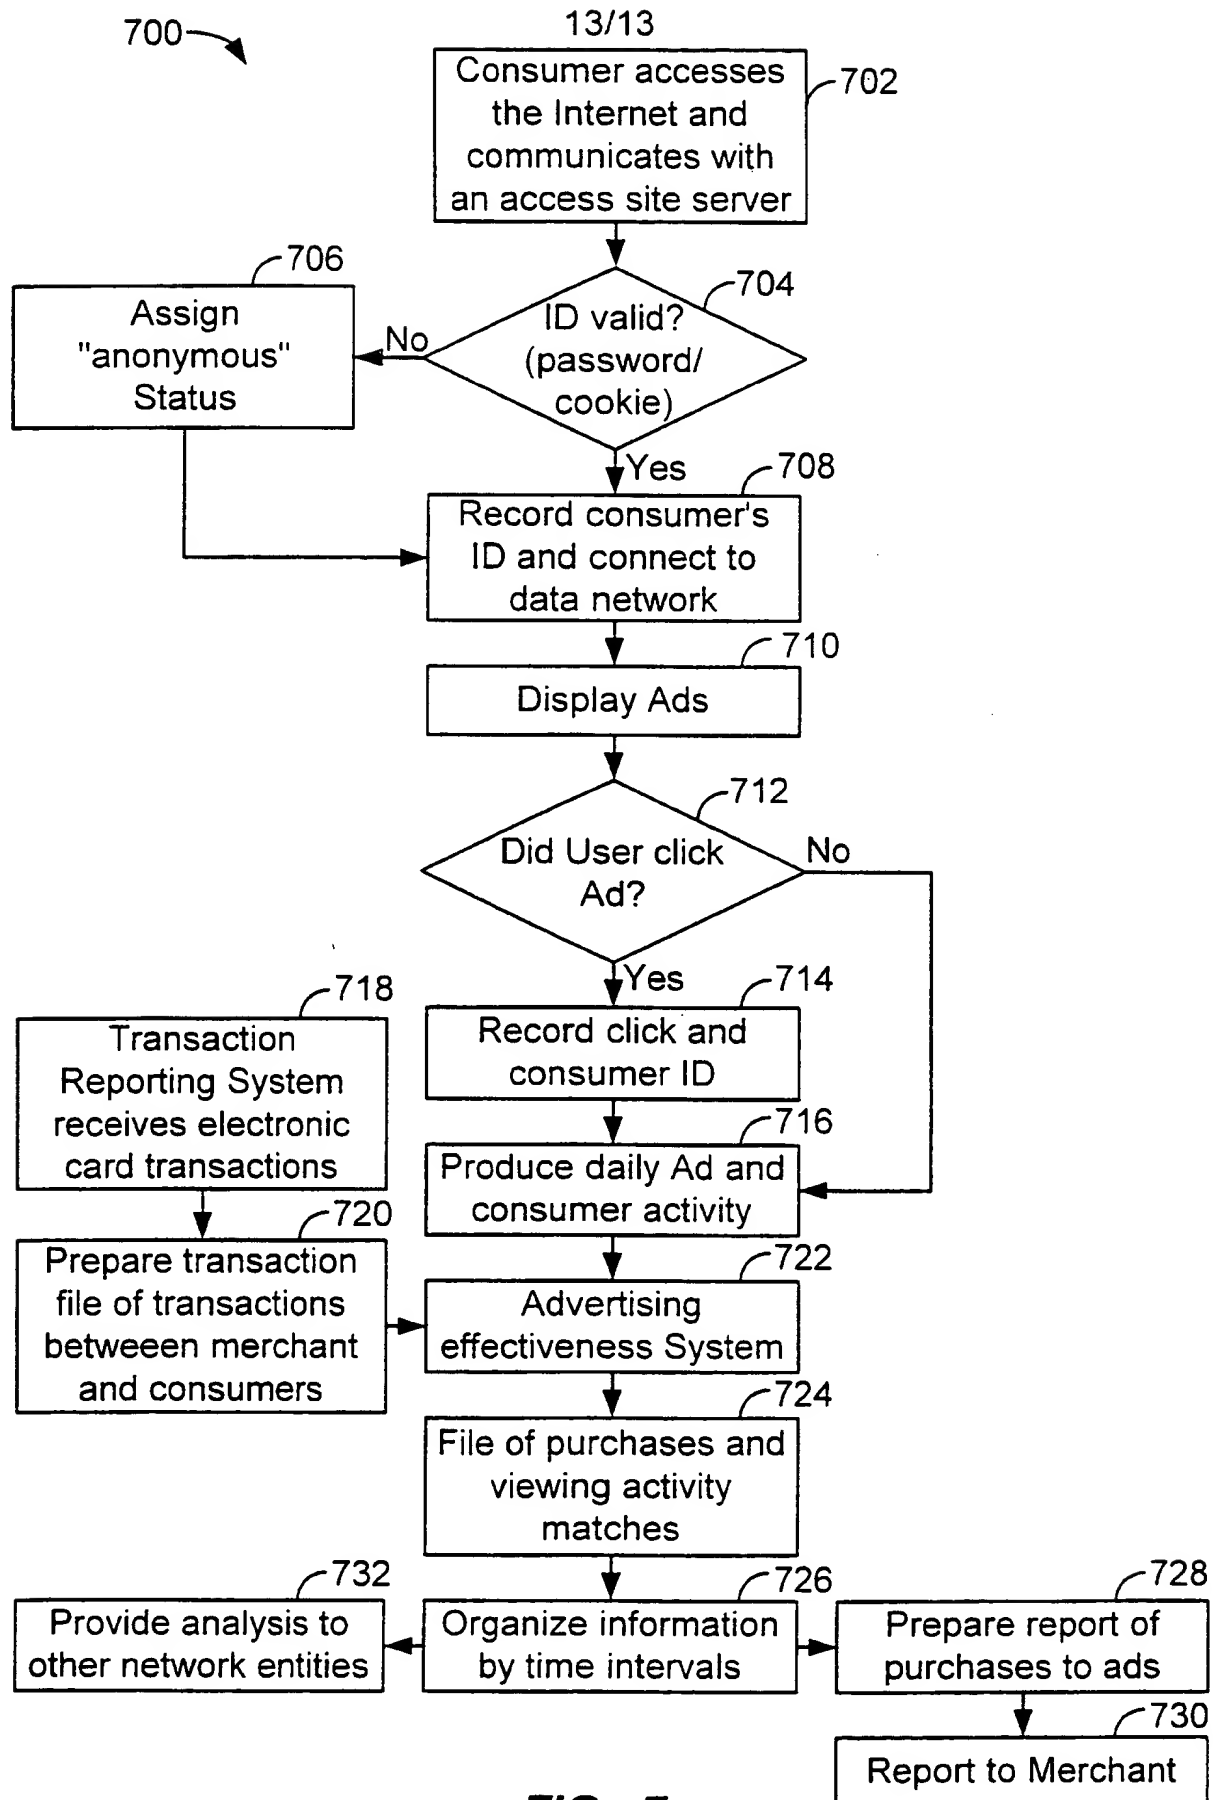 13/13
700
Consumer accesses
the Internet and
communicates with
an access site server
702
706
Assign
"anonymous"
Status
No
704
ID valid?
(password/
cookie)
Yes
708
Record consumer's
ID and connect to
data network
710
Display Ads
712
Did User click
Ad?
No
Yes
714
Record click and
consumer ID
718
Transaction
Reporting System
receives electronic
card transactions
716
Produce daily Ad and
consumer activity
720
Prepare transaction
file of transactions
betweeen merchant
and consumers
722
Advertising
effectiveness System
724
File of purchases and
viewing activity
matches
732
Provide analysis to
other network entities
726
Organize information
by time intervals
728
Prepare report of
purchases to ads
730
Report to Merchant